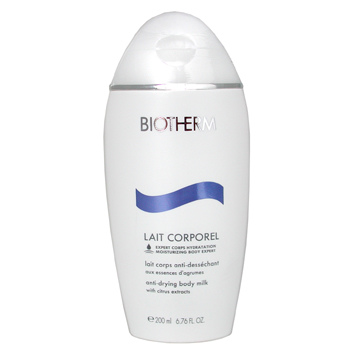 BIOTHERM
LAIT CORPOREL
EXPERT CORPS HYDRATATION
MOISTURIZING BODY EXPERT
lait corps anti-desséchant
aux essences d'agrumes
anti-drying body milk
with citrus extracts
e 200 ml 6.76 FL. OZ.